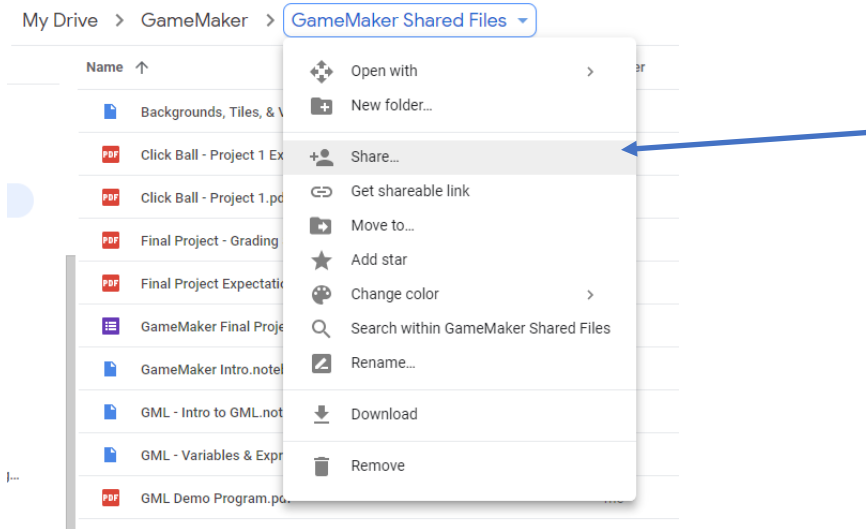 My Drive > GameMaker > GameMaker Shared Files
Name
er
Open with
New folder...
Backgrounds, Tiles, &
Share...
Click Ball - Project 1 Ex
Get shareable link
Click Ball - Project 1.pd
Move to...
Final Project - Grading
Add star
Final Project Expectati
Change color
GameMaker Final Proje
Search within GameMaker Shared Files
Rename...
GameMaker Intro.note
GML - Intro to GML.not
Download
GML - Variables & Expr
Remove
GML Demo Program.pd